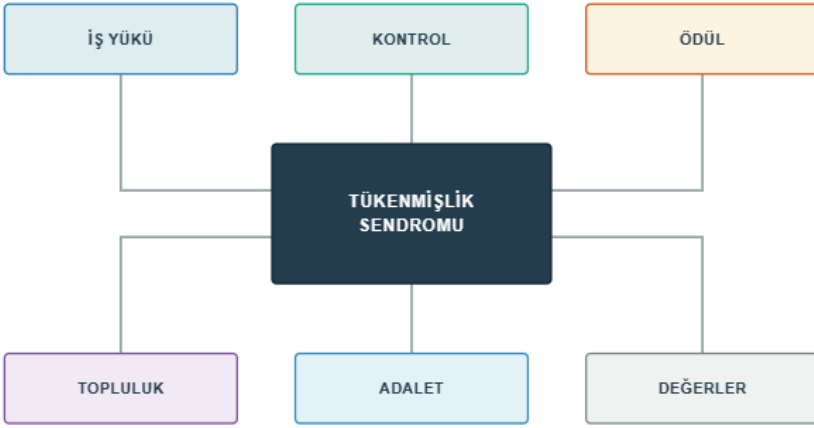 İŞ YÜKÜ
KONTROL
ÖDÜL
TÜKENMİŞLİK
SENDROMU
TOPLULUK
ADALET
DEĞERLER